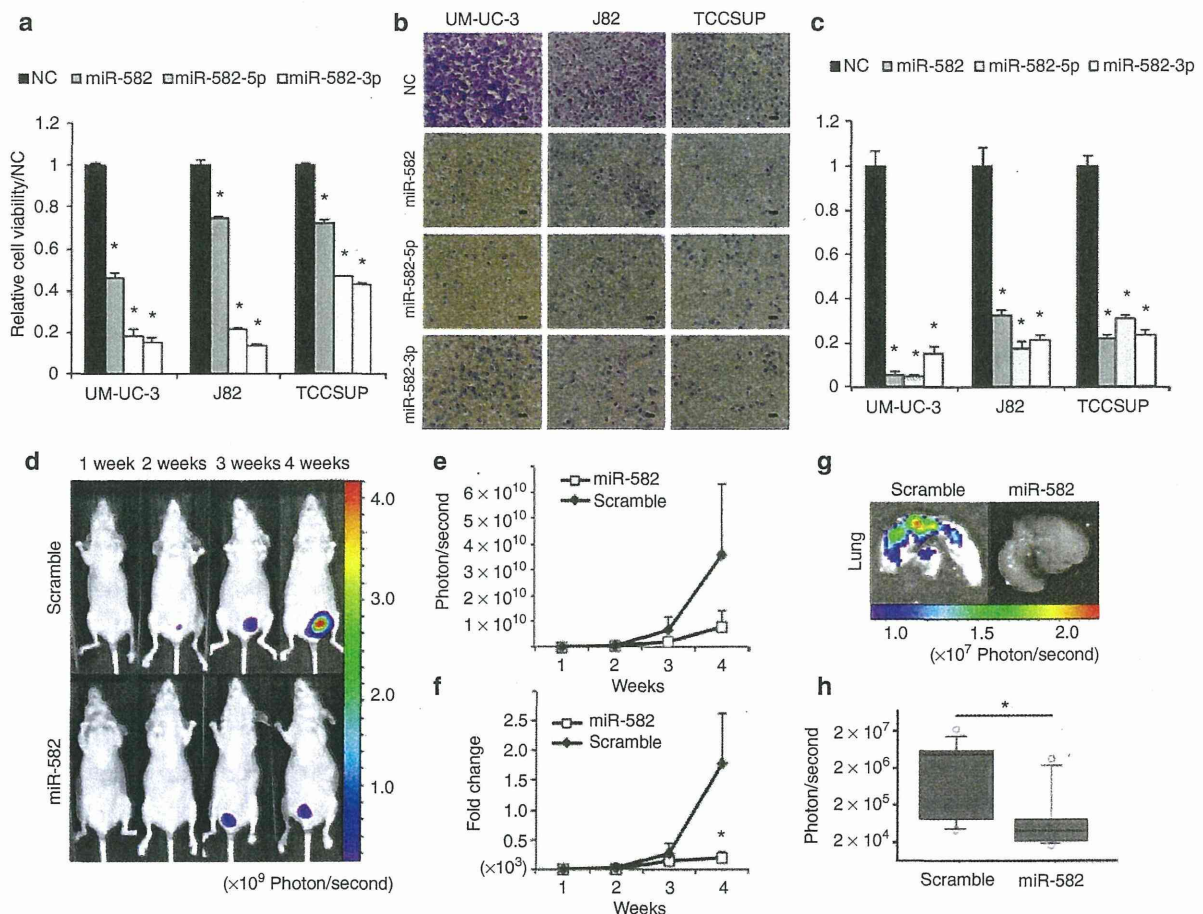 a
NC miR-582 miR-582-5p miR-582-3p
Relative cell viability/NC
1.2
1
0.8
0.6
0.4
0.2
0
* * *
* * *
* * *
UM-UC-3 J82 TCCSUP
b
UM-UC-3 J82 TCCSUP
NC
miR-582
miR-582-5p
miR-582-3p
c
NC miR-582 miR-582-5p miR-582-3p
1.2
1
0.8
0.6
0.4
0.2
0
* * *
* * *
* * *
UM-UC-3 J82 TCCSUP
d
1 week 2 weeks 3 weeks 4 weeks
Scramble
miR-582
4.0
3.0
2.0
1.0
(×10⁹ Photon/second)
e
miR-582
Scramble
Photon/second
6 × 10¹⁰
5 × 10¹⁰
4 × 10¹⁰
3 × 10¹⁰
2 × 10¹⁰
1 × 10¹⁰
1 2 3 4
Weeks
f
miR-582
Scramble
Fold change
2.5
2.0
1.5
1.0
0.5
(×10³)
*
1 2 3 4
Weeks
g
Scramble miR-582
Lung
1.0 1.5 2.0
(×10⁷ Photon/second)
h
*
Photon/second
2 × 10⁷
2 × 10⁶
2 × 10⁵
2 × 10⁴
Scramble miR-582